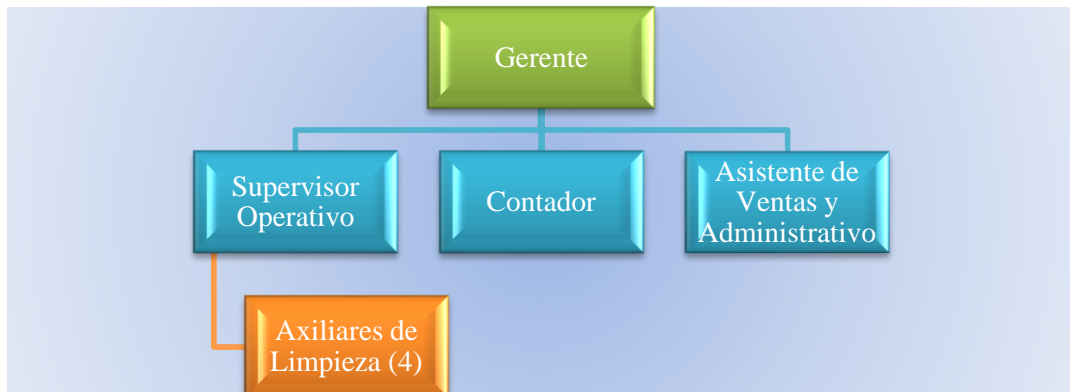 Gerente
Supervisor
Operativo
Contador
Asistente de
Ventas y
Administrativo
Axiliares de
Limpieza (4)